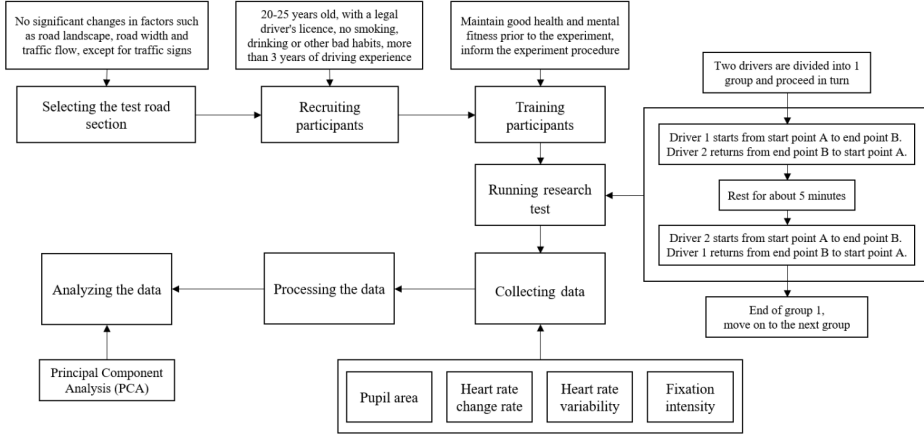 No significant changes in factors such
as road landscape, road width and
traffic flow, except for traffic signs
20-25 years old, with a legal
driver's licence, no smoking,
drinking or other bad habits, more
than 3 years of driving experience
Maintain good health and mental
fitness prior to the experiment,
inform the experiment procedure
Two drivers are divided into 1
group and proceed in turn
Selecting the test road
section
Recruiting
participants
Training
participants
Driver 1 starts from start point A to end point B.
Driver 2 returns from end point B to start point A.
Running research
test
Rest for about 5 minutes
Driver 2 starts from start point A to end point B.
Driver 1 returns from end point B to start point A.
Analyzing the data
Processing the data
Collecting data
End of group 1,
move on to the next group
Principal Component
Analysis (PCA)
Pupil area
Heart rate
change rate
Heart rate
variability
Fixation
intensity